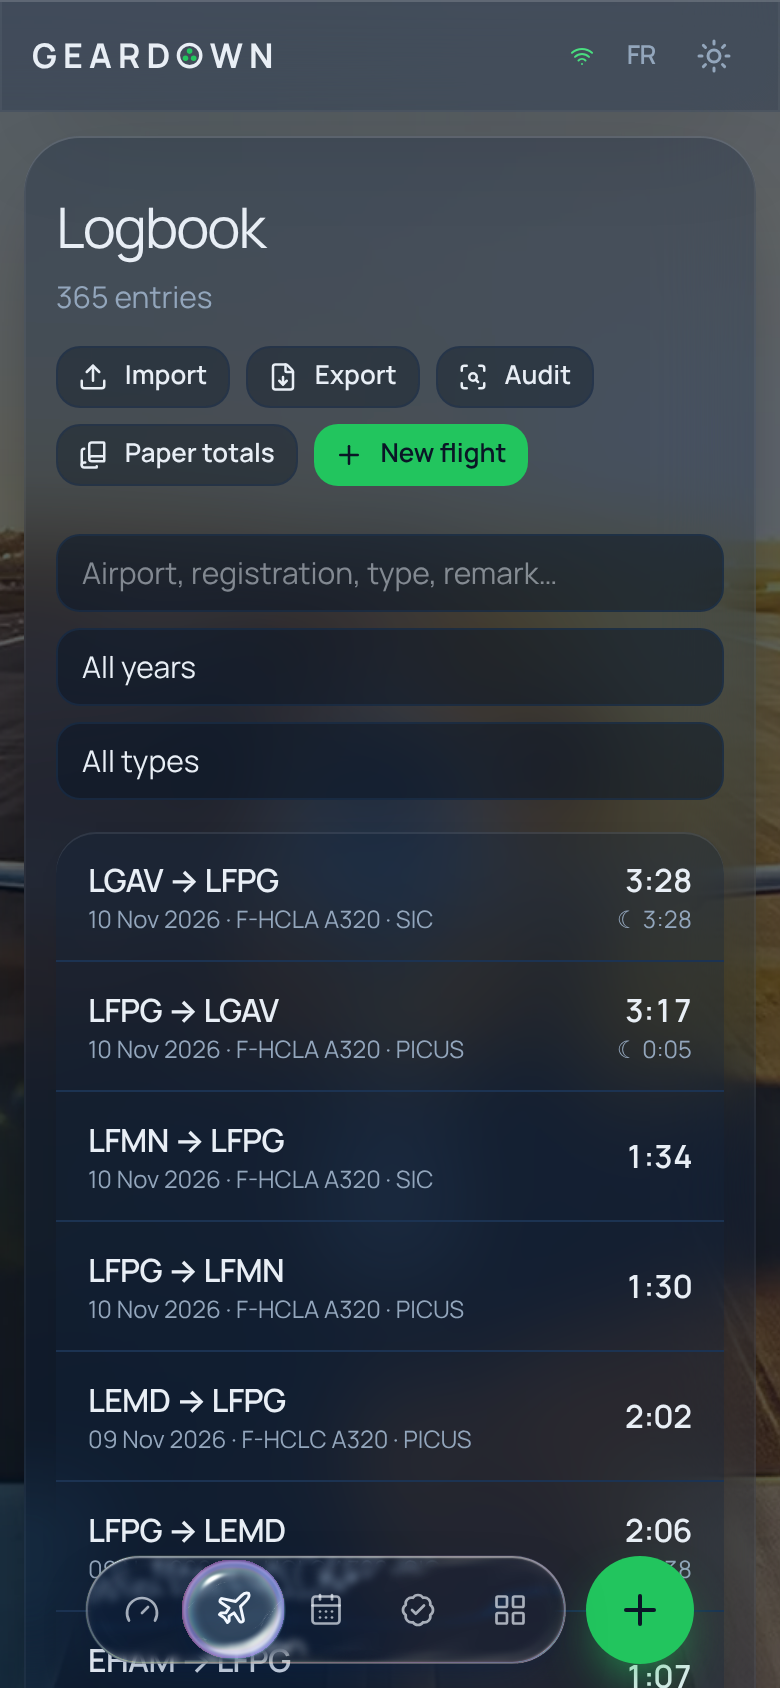 GEARDOWN
FR
Logbook
365 entries
Import
Export
Audit
Paper totals
New flight
Airport, registration, type, remark...
All years
All types
LGAV → LFPG
3:28
10 Nov 2026 · F-HCLA A320 · SIC
☾ 3:28
LFPG → LGAV
3:17
10 Nov 2026 · F-HCLA A320 · PICUS
☾ 0:05
LFMN → LFPG
10 Nov 2026 · F-HCLA A320 · SIC
1:34
LFPG → LFMN
10 Nov 2026 · F-HCLA A320 · PICUS
1:30
LEMD → LFPG
09 Nov 2026 · F-HCLC A320 · PICUS
2:02
LFPG → LEMD
2:06
EHAM → LFPG
1:07